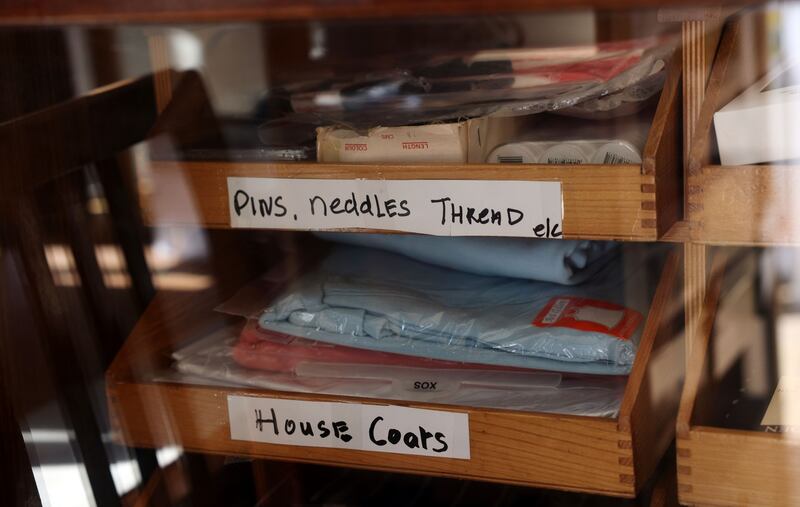 LENGTH
COLOUR
PINS, neddLes THREAD etc
SOX
House Coats